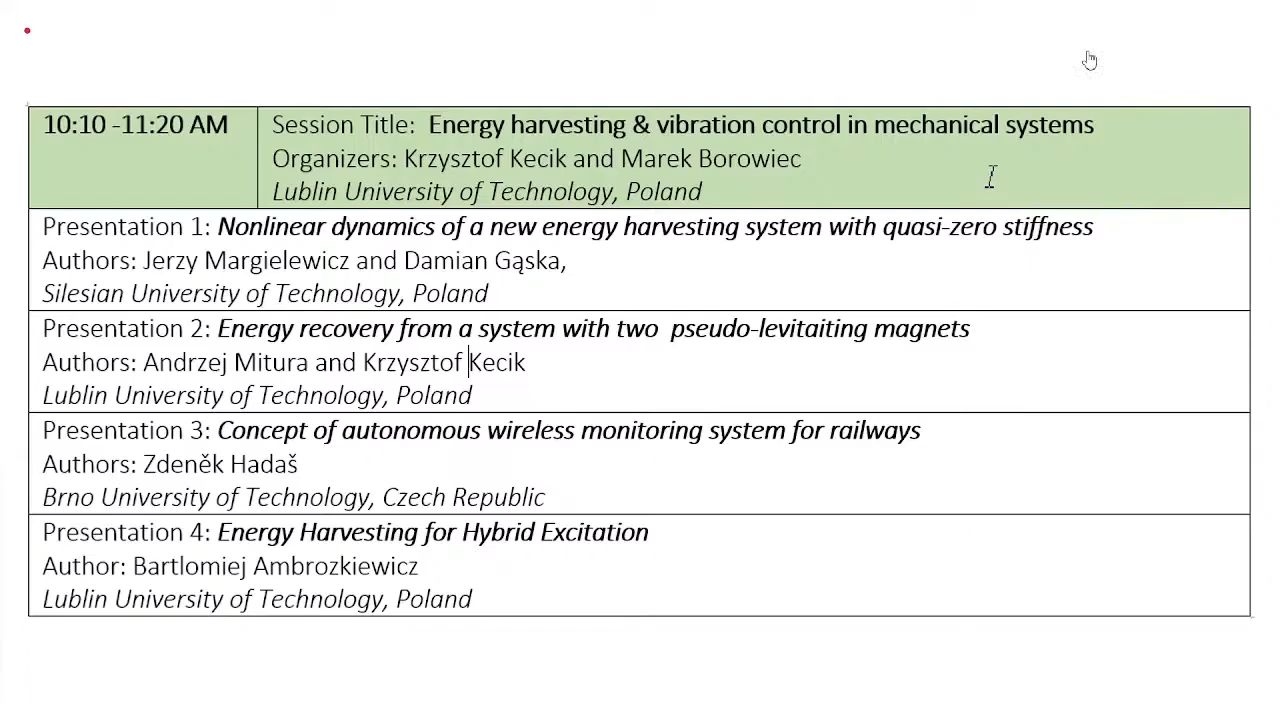 10:10 -11:20 AM
Session Title: Energy harvesting & vibration control in mechanical systems
Organizers: Krzysztof Kecik and Marek Borowiec
Lublin University of Technology, Poland
Presentation 1: Nonlinear dynamics of a new energy harvesting system with quasi-zero stiffness
Authors: Jerzy Margielewicz and Damian Gąska,
Silesian University of Technology, Poland
Presentation 2: Energy recovery from a system with two pseudo-levitaiting magnets
Authors: Andrzej Mitura and Krzysztof Kecik
Lublin University of Technology, Poland
Presentation 3: Concept of autonomous wireless monitoring system for railways
Authors: Zdeněk Hadaš
Brno University of Technology, Czech Republic
Presentation 4: Energy Harvesting for Hybrid Excitation
Author: Bartlomiej Ambrozkiewicz
Lublin University of Technology, Poland